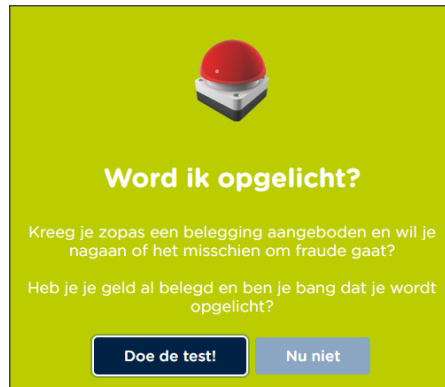 Word ik opgelicht?
Kreeg je zopas een belegging aangeboden en wil je
nagaan of het misschien om fraude gaat?
Heb je je geld al belegd en ben je bang dat je wordt
opgelicht?
Doe de test!
Nu niet